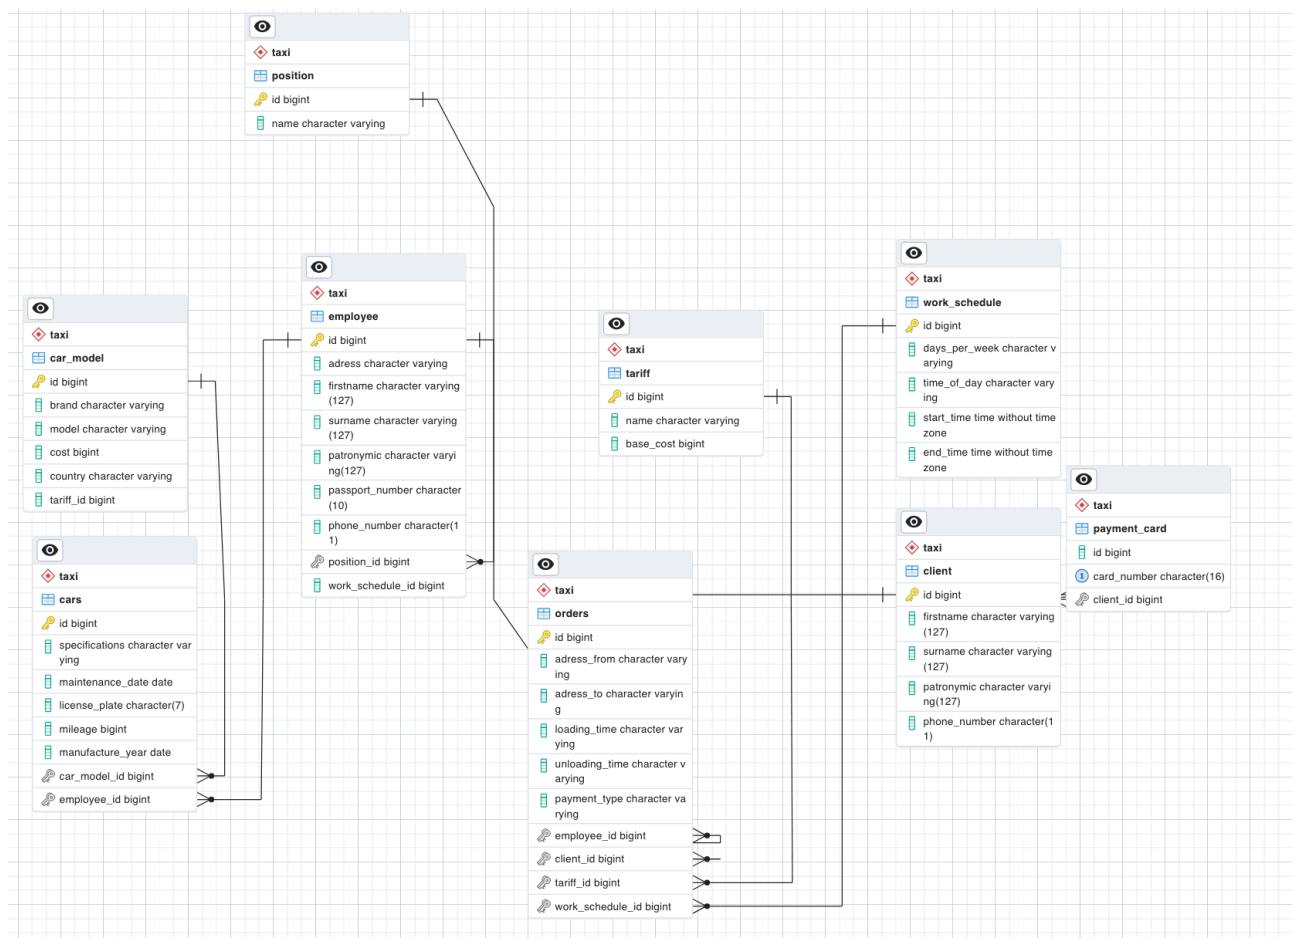 taxi
position
id bigint
name character varying
taxi
employee
id bigint
adress character varying
firstname character varying
(127)
surname character varying
(127)
patronymic character varyi
ng(127)
passport_number character
(10)
phone_number character(1
1)
position_id bigint
work_schedule_id bigint
taxi
car_model
id bigint
brand character varying
model character varying
cost bigint
country character varying
tariff_id bigint
taxi
cars
id bigint
specifications character var
ying
maintenance_date date
license_plate character(7)
mileage bigint
manufacture_year date
car_model_id bigint
employee_id bigint
taxi
tariff
id bigint
name character varying
base_cost bigint
taxi
orders
id bigint
adress_from character vary
ing
adress_to character varyin
g
loading_time character var
ying
unloading_time character v
arying
payment_type character va
rying
employee_id bigint
client_id bigint
tariff_id bigint
work_schedule_id bigint
taxi
work_schedule
id bigint
days_per_week character v
arying
time_of_day character vary
ing
start_time time without time
zone
end_time time without time
zone
taxi
client
id bigint
firstname character varying
(127)
surname character varying
(127)
patronymic character varyi
ng(127)
phone_number character(1
1)
taxi
payment_card
id bigint
1 card_number character(16)
client_id bigint